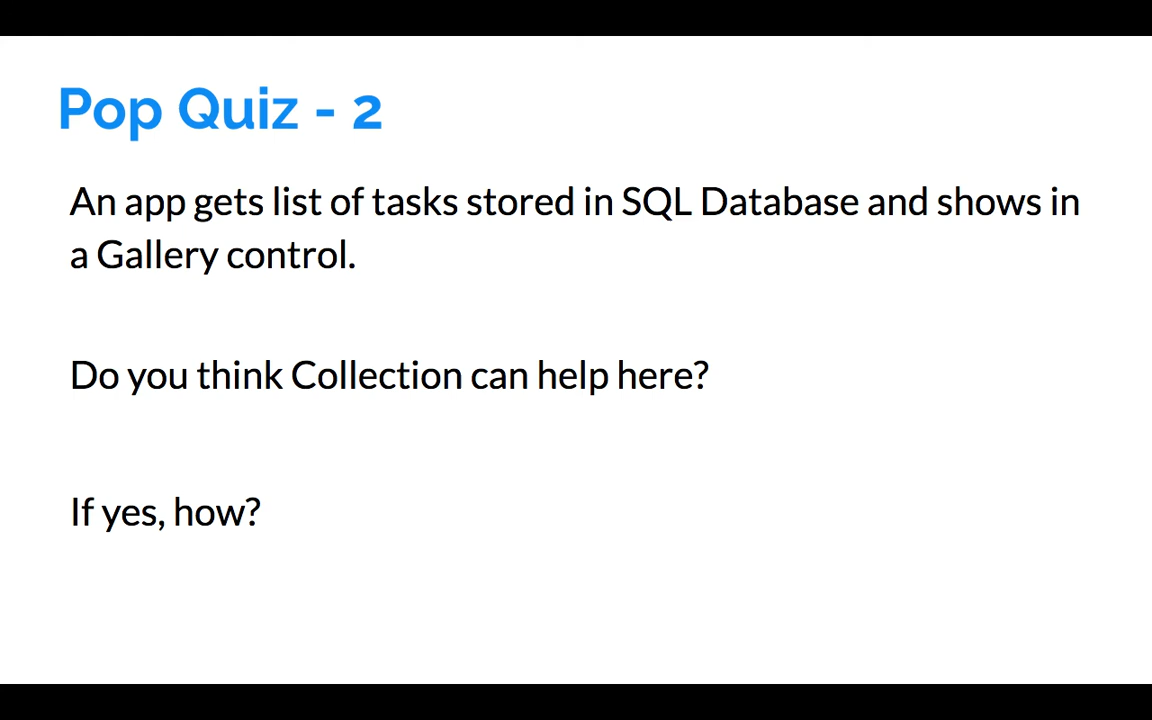 Pop Quiz - 2
An app gets list of tasks stored in SQL Database and shows in
a Gallery control.
Do you think Collection can help here?
If yes, how?